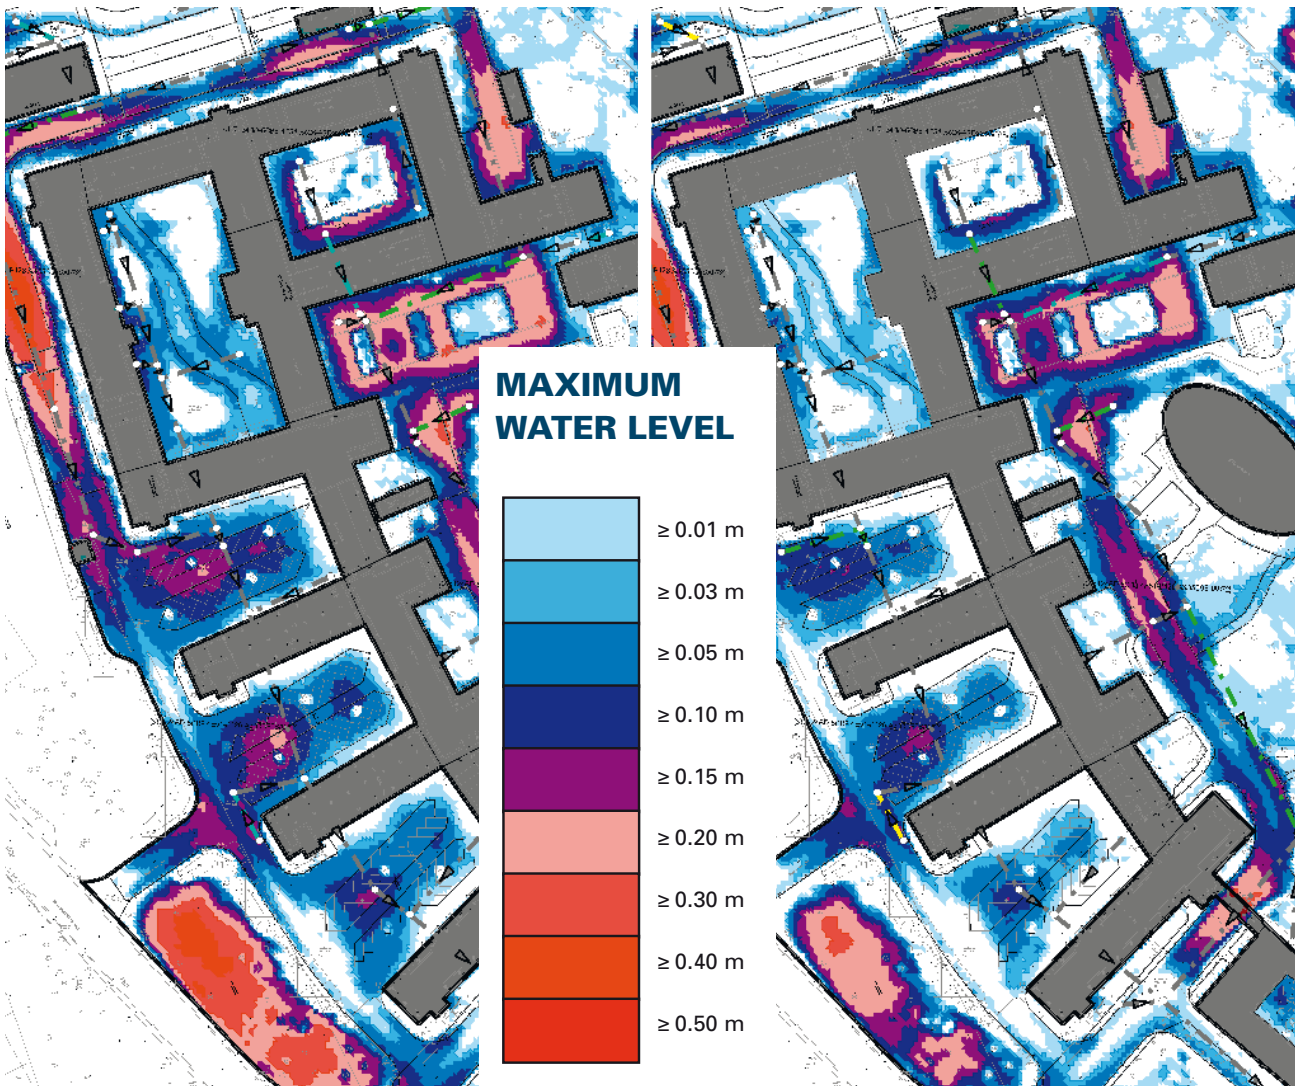 MAXIMUM
WATER LEVEL
≥ 0.01 m
≥ 0.03 m
≥ 0.05 m
≥ 0.10 m
≥ 0.15 m
≥ 0.20 m
≥ 0.30 m
≥ 0.40 m
≥ 0.50 m